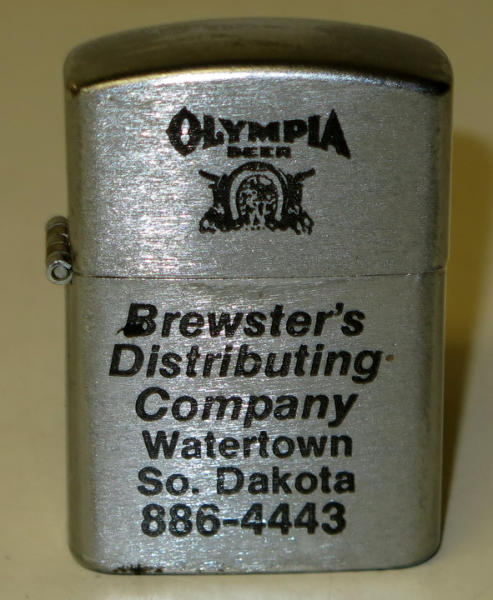 OLYMPIA
BEER
Brewster's
Distributing
Company
Watertown
So. Dakota
886-4443